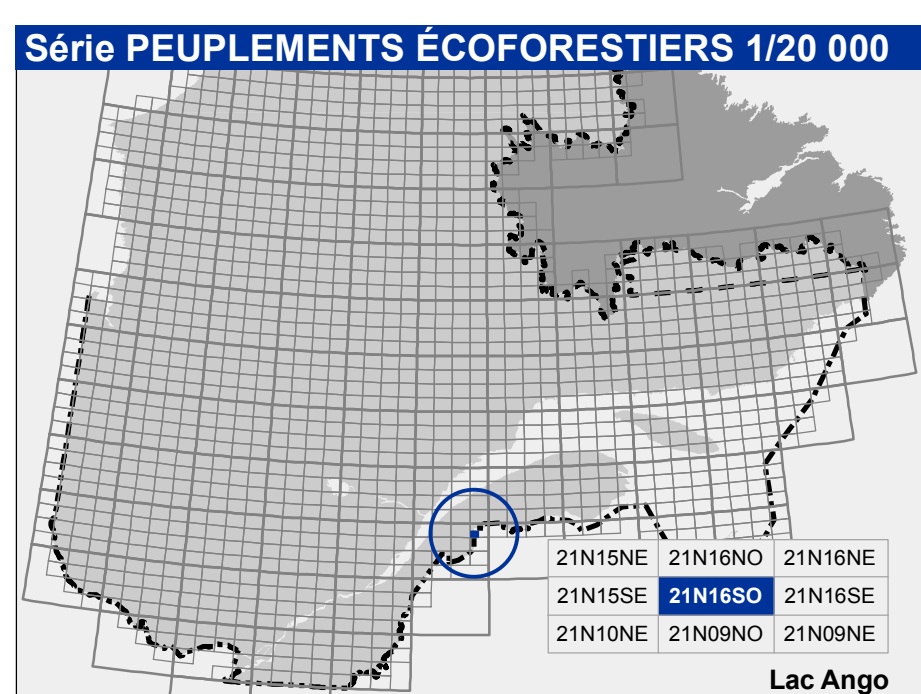 Série PEUPLEMENTS ÉCOFORESTIERS 1/20 000
21N15NE 21N16NO 21N16NE
21N15SE 21N16SO 21N16SE
21N10NE 21N09NO 21N09NE
Lac Ango